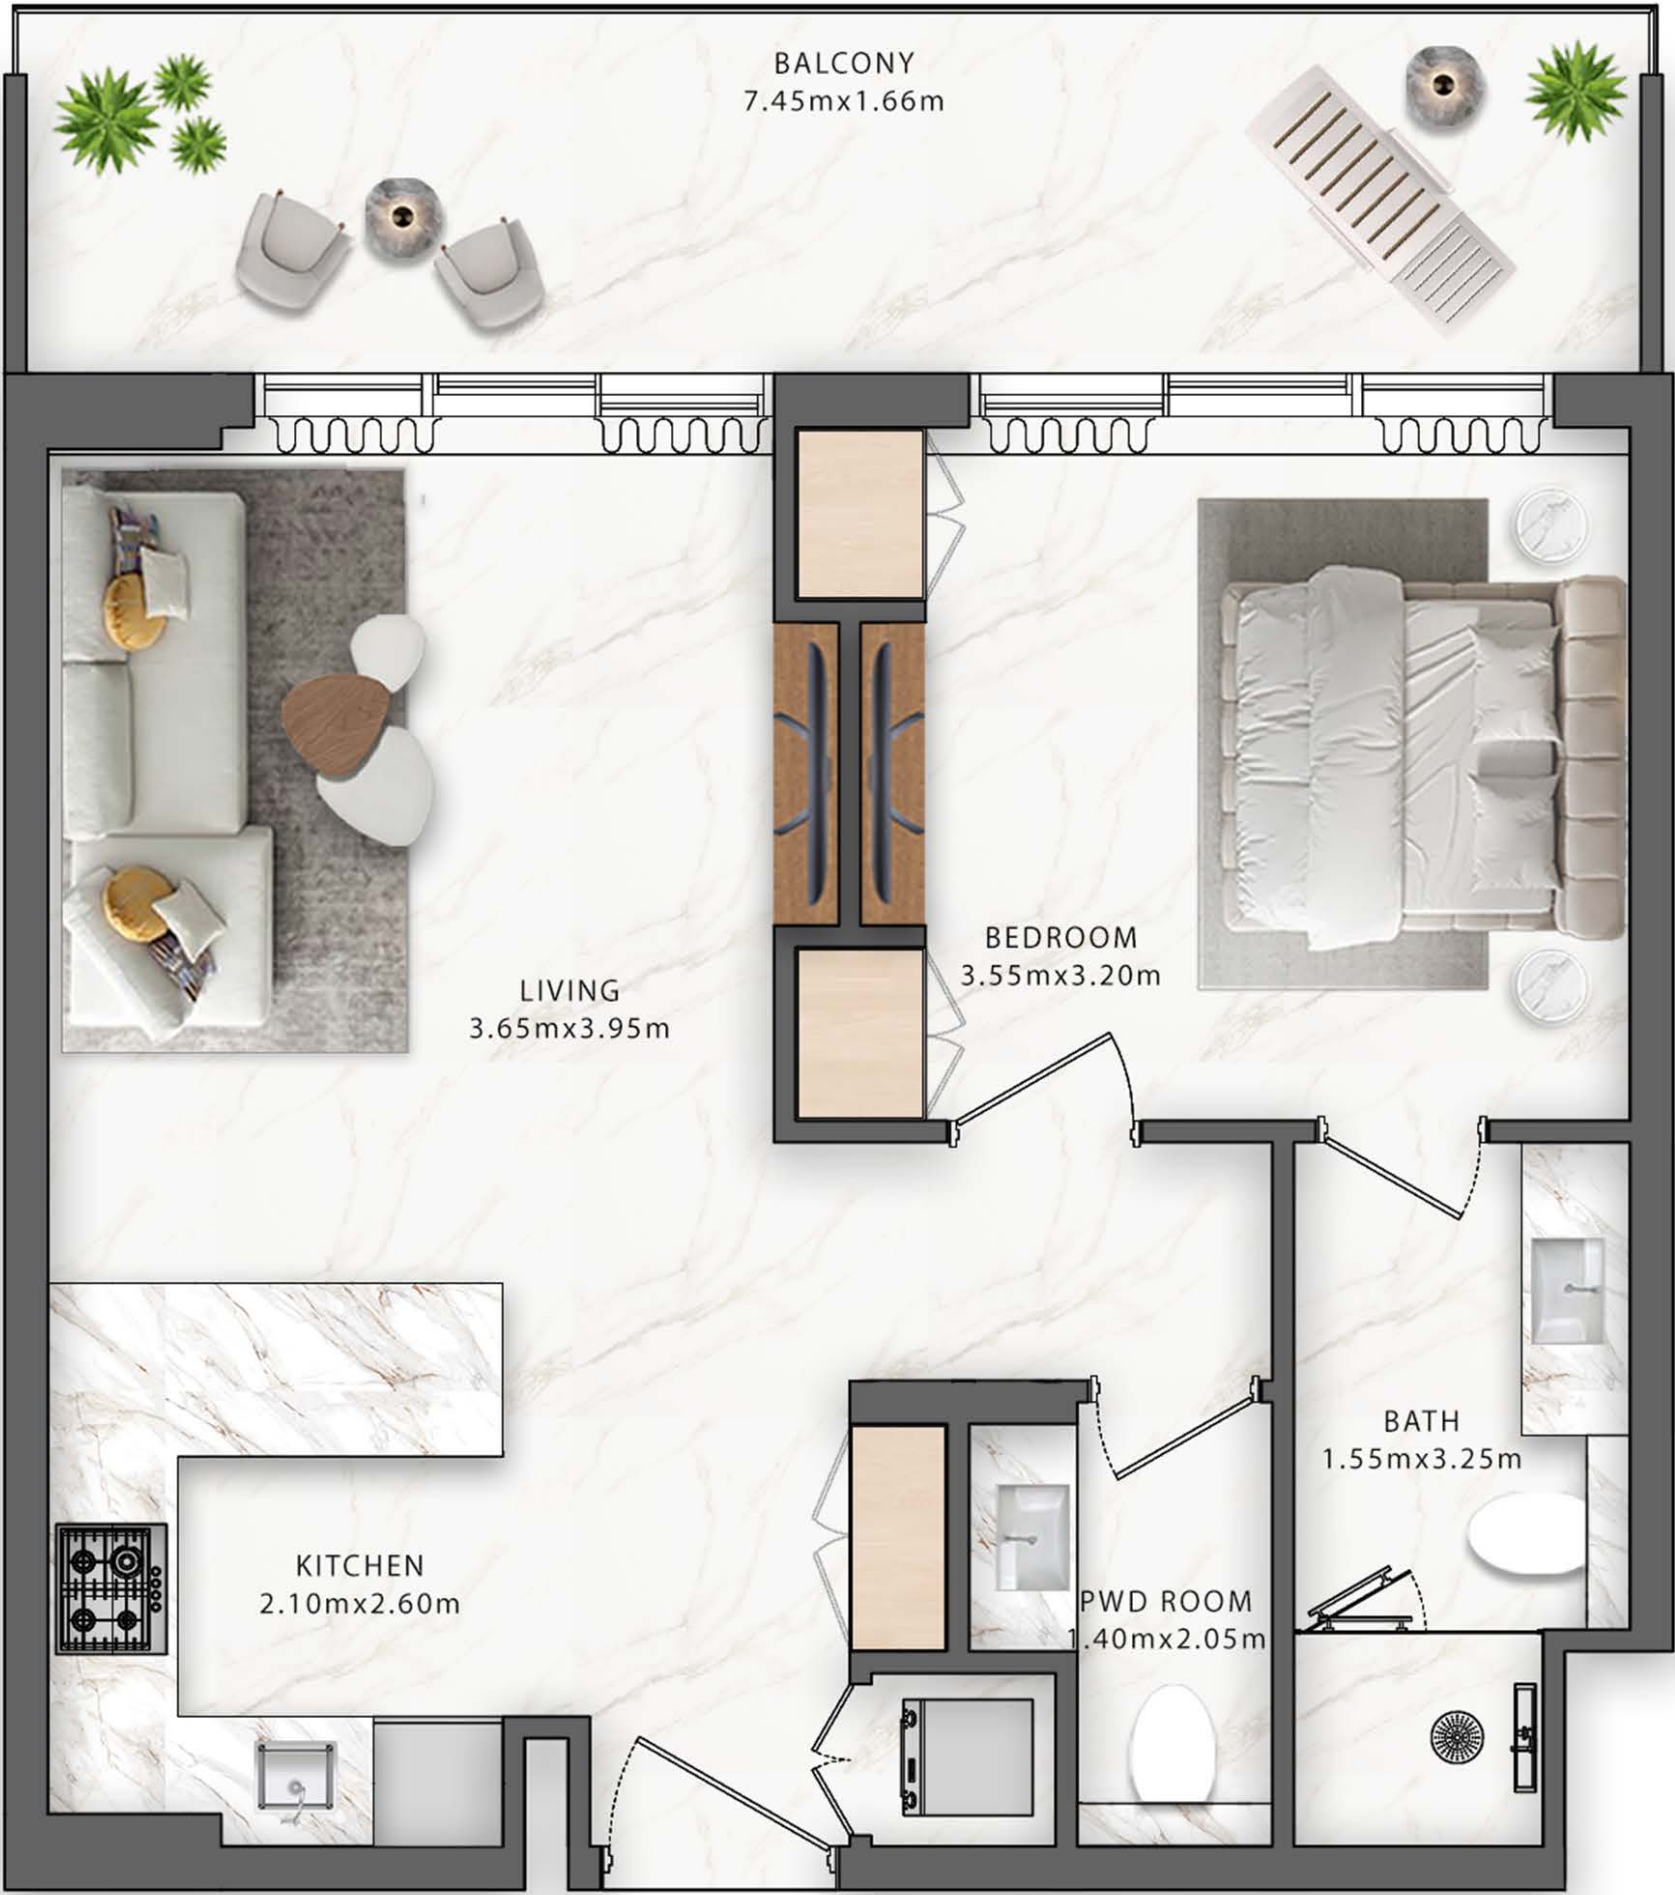 BALCONY
7.45mx1.66m
BEDROOM
3.55mx3.20m
LIVING
3.65mx3.95m
BATH
1.55mx3.25m
KITCHEN
2.10mx2.60m
PWD ROOM
1.40mx2.05m